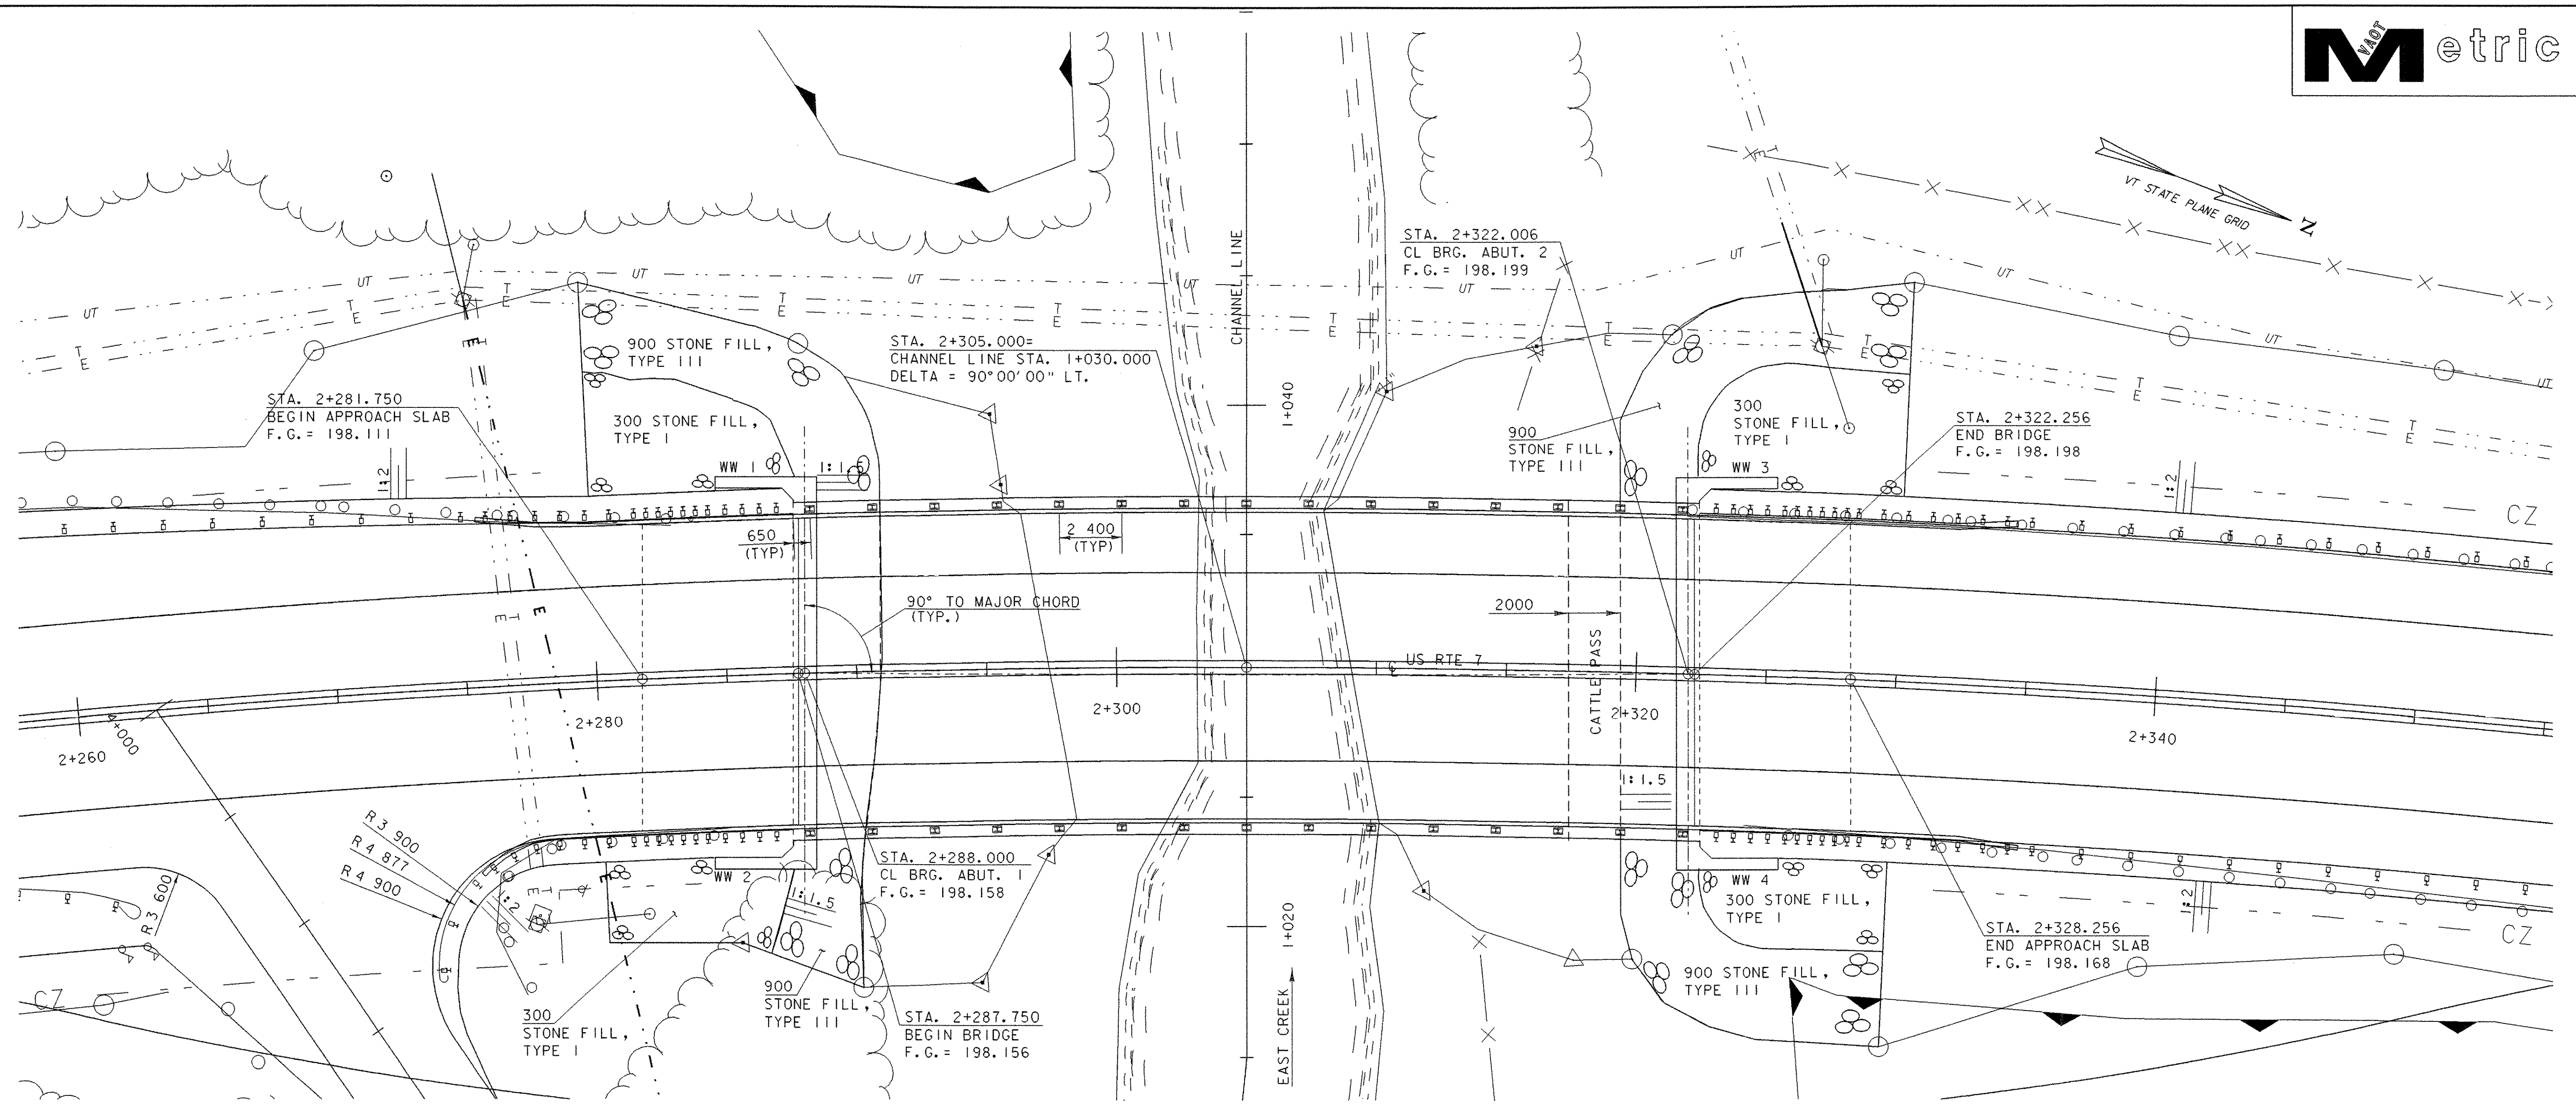 VAOT
Metric
VT STATE PLANE GRID
N
CHANNEL LINE
STA. 2+322.006
CL BRG. ABUT. 2
F.G.= 198.199
UT
UT
UT
UT
UT
UT
UT
UT
UT
T
E
T
E
T
E
T
E
T
E
T
E
T
E
T
E
T
E
900 STONE FILL,
TYPE III
STA. 2+305.000=
CHANNEL LINE STA. 1+030.000
DELTA = 90°00'00" LT.
STA. 2+281.750
BEGIN APPROACH SLAB
F.G.= 198.111
300 STONE FILL,
TYPE I
1+040
900
STONE FILL,
TYPE III
300
STONE FILL,
TYPE I
STA. 2+322.256
END BRIDGE
F.G.= 198.198
1:2
WW 1
1:1.5
WW 3
1:2
CZ
650
(TYP)
2 400
(TYP)
90° TO MAJOR CHORD
(TYP.)
2000
CATTLE PASS
US RTE 7
2+260
4+000
2+280
2+300
2+320
2+340
1:1.5
R 3 900
R 4 877
R 4 900
R 3 600
1:2
WW 2
1:1.5
STA. 2+288.000
CL BRG. ABUT. 1
F.G.= 198.158
WW 4
300 STONE FILL,
TYPE I
1:2
STA. 2+328.256
END APPROACH SLAB
F.G.= 198.168
CZ
CZ
900 STONE FILL,
TYPE III
300
STONE FILL,
TYPE I
900
STONE FILL,
TYPE III
STA. 2+287.750
BEGIN BRIDGE
F.G.= 198.156
1+020
EAST CREEK